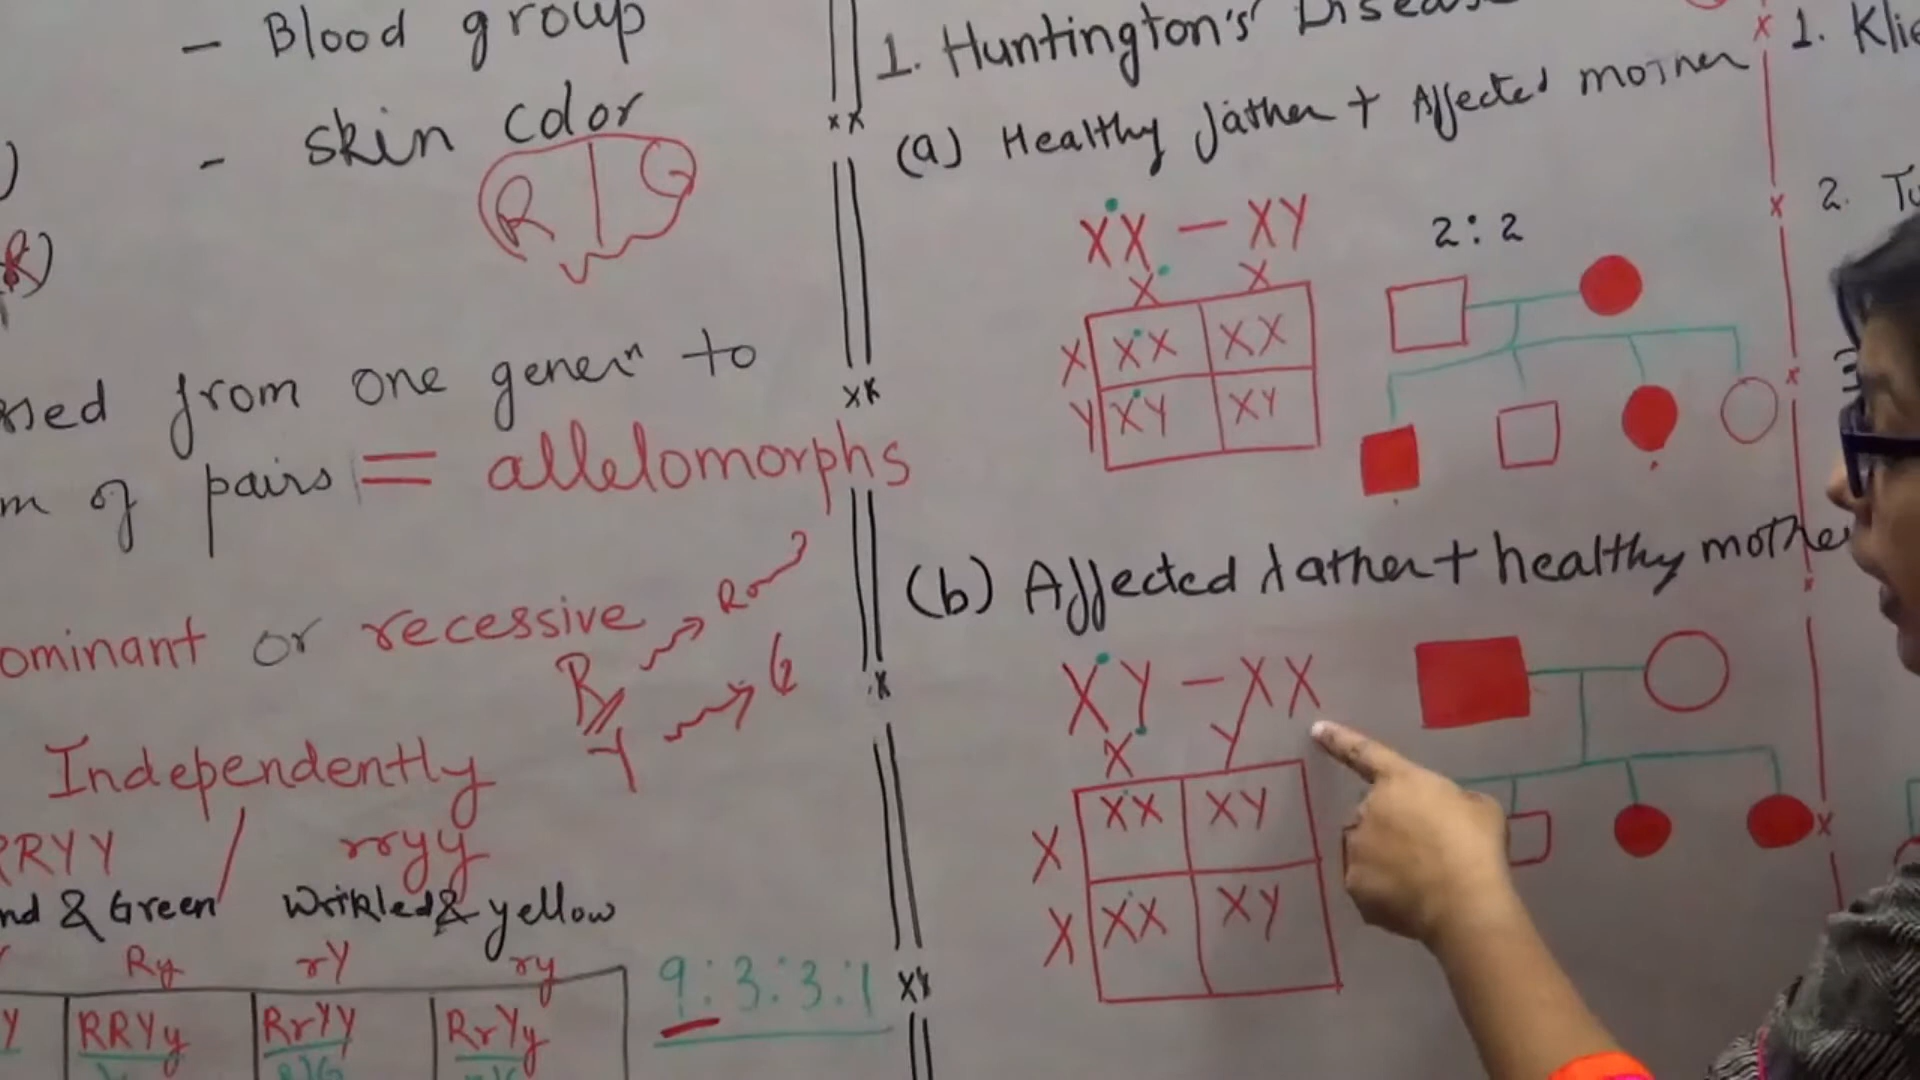 - Blood group
- skin color
R G
from one genern to
of pairs = allelomorphs
ominant or recessive
R
Y
Independently
RRYY / rryy
nd & Green Wrikled & yellow
Ry rY ry
RRYy RrYY RrYy
9:3:3:1
1. Huntington's Disease
(a) Healthy father + Affected mother
XX - XY 2:2
X X
X XX XX
Y XY XY
(b) Affected father + healthy mother
XY - XX
X Y
X XX XY
X XX XY
1. Klie
2. Tu